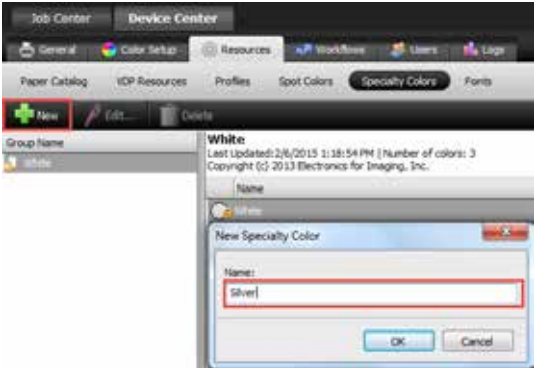 Job Center Device Center
General Color Setup Resources Workflows Users Logs
Paper Catalog VDP Resources Profiles Spot Colors Specialty Colors Fonts
New Edit... Delete
Group Name
White
White
Last Updated:2/6/2015 1:18:54 PM | Number of colors: 3
Copyright (c) 2013 Electronics for Imaging, Inc.
Name
White
New Specialty Color
Name:
Silver
OK Cancel